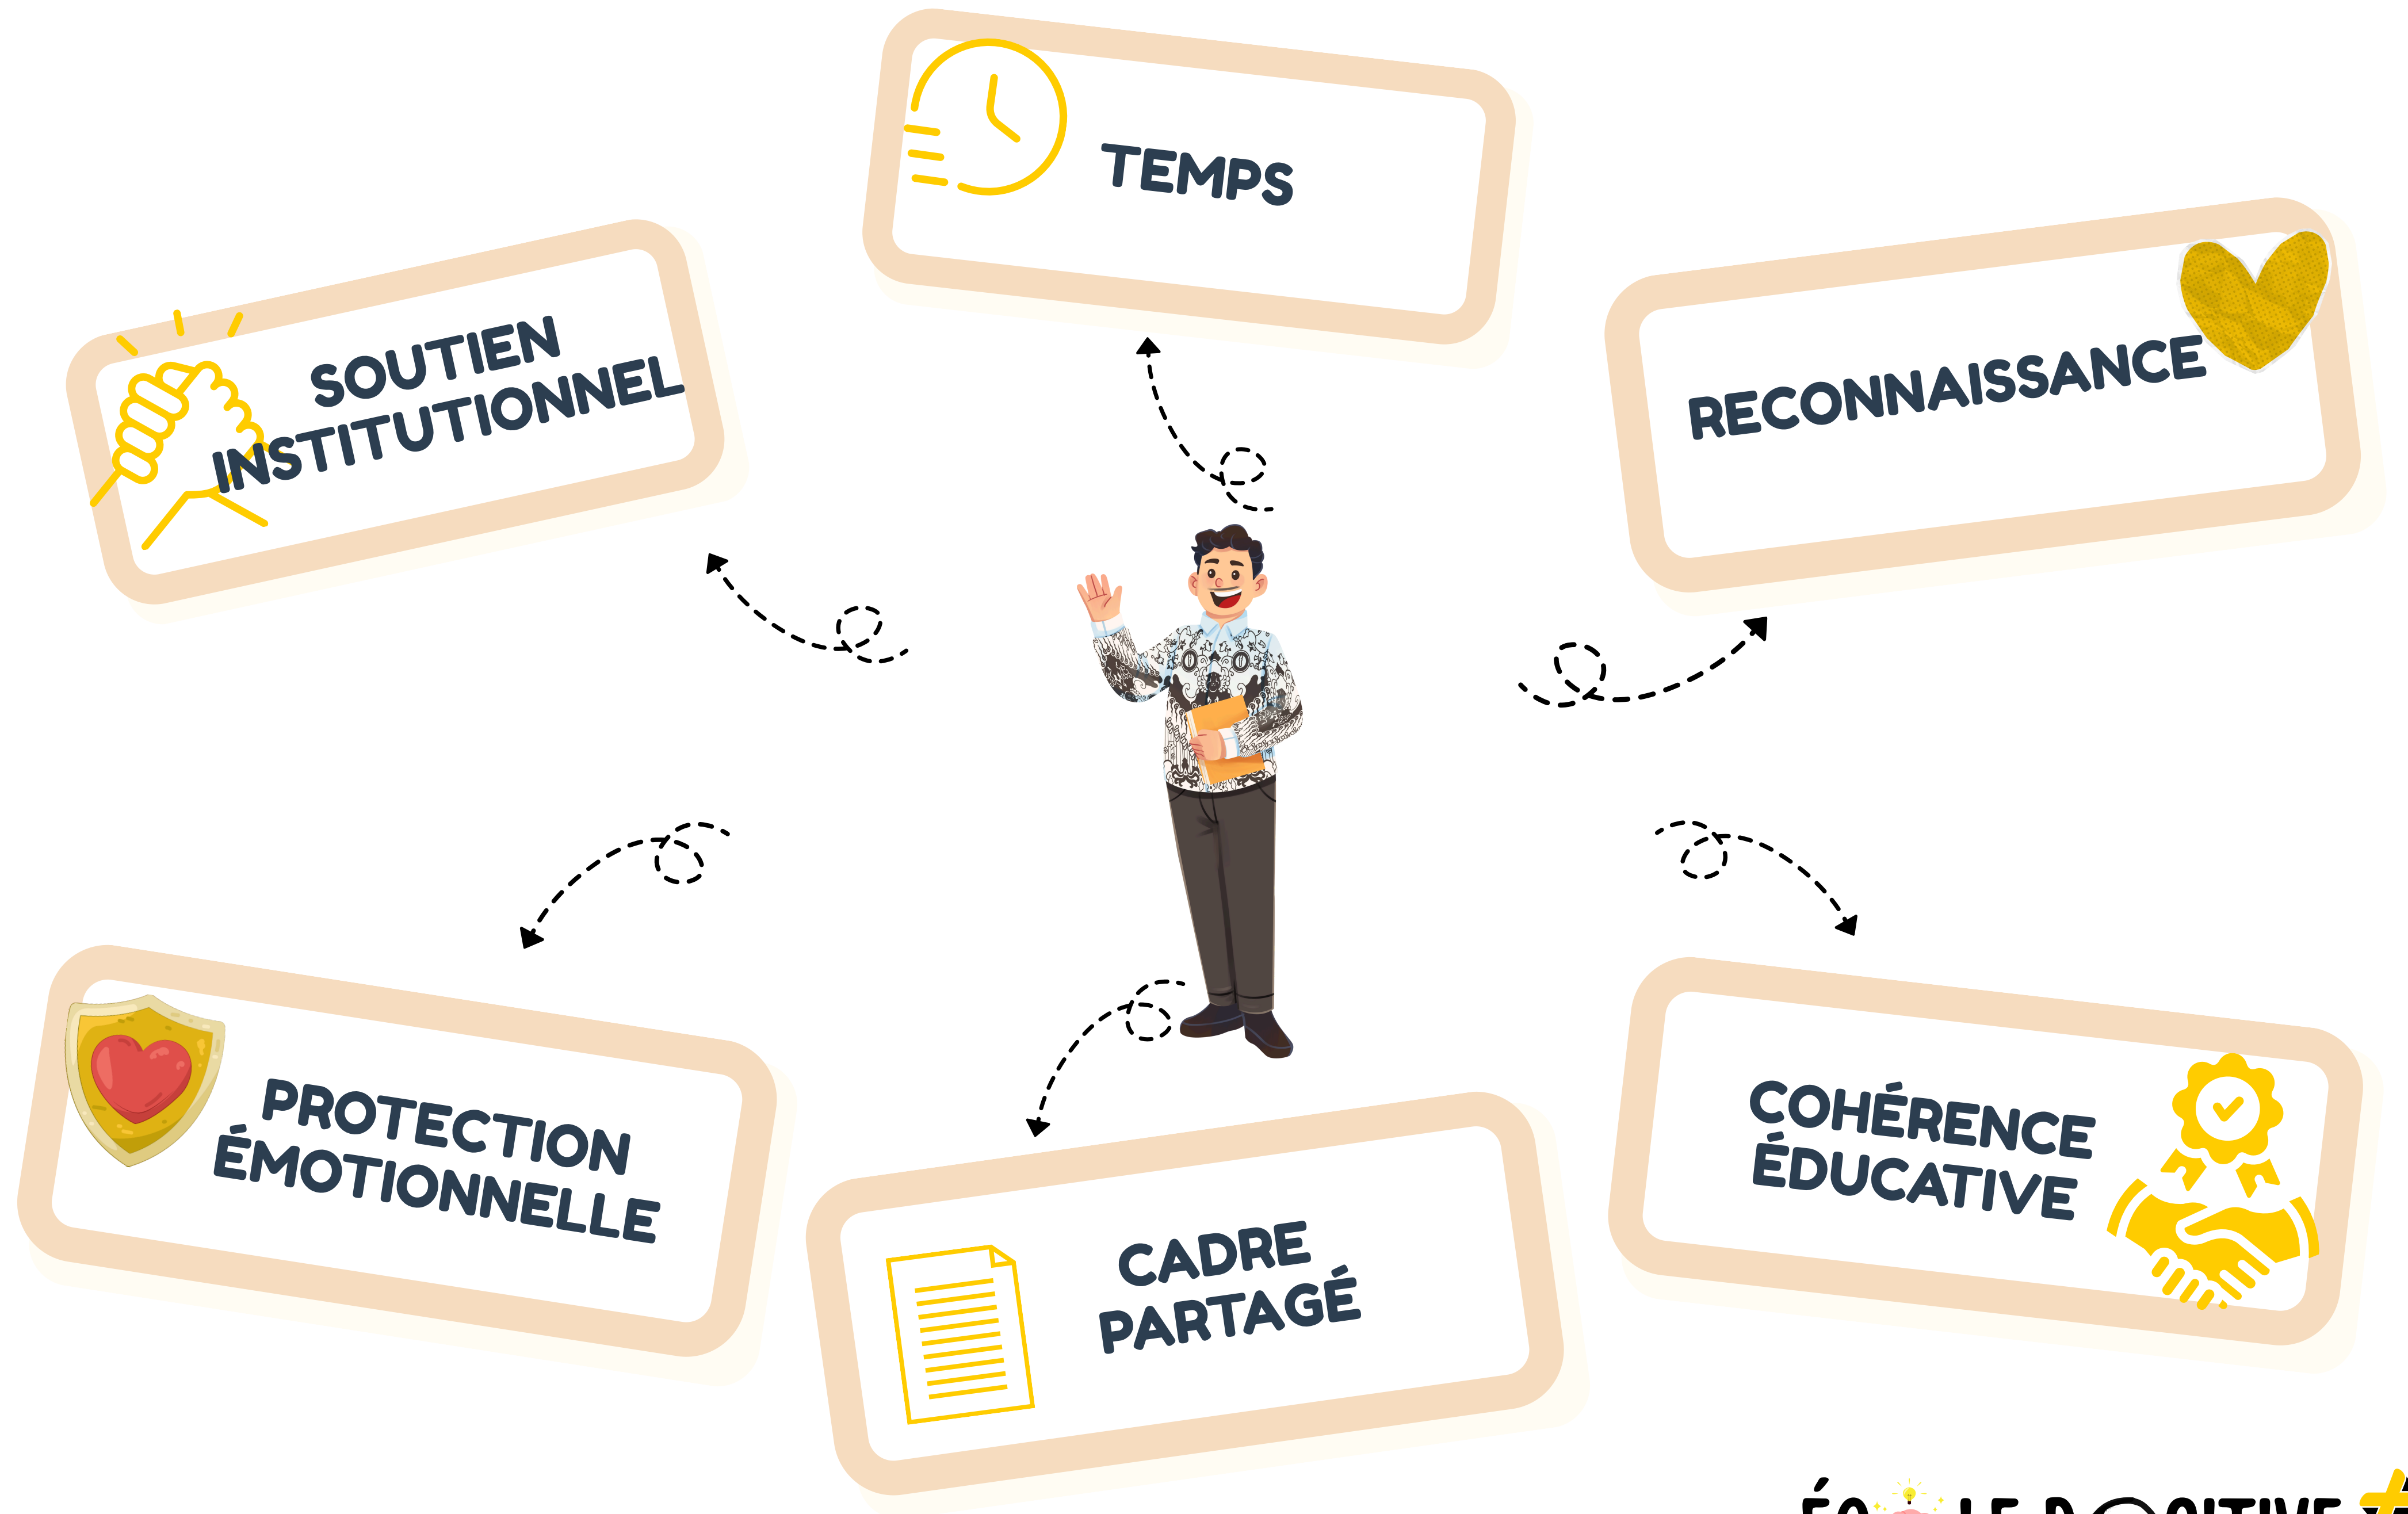 TEMPS
SOUTIEN
INSTITUTIONNEL
RECONNAISSANCE
PROTECTION
ÉMOTIONNELLE
CADRE
PARTAGÉ
COHÉRENCE
ÉDUCATIVE